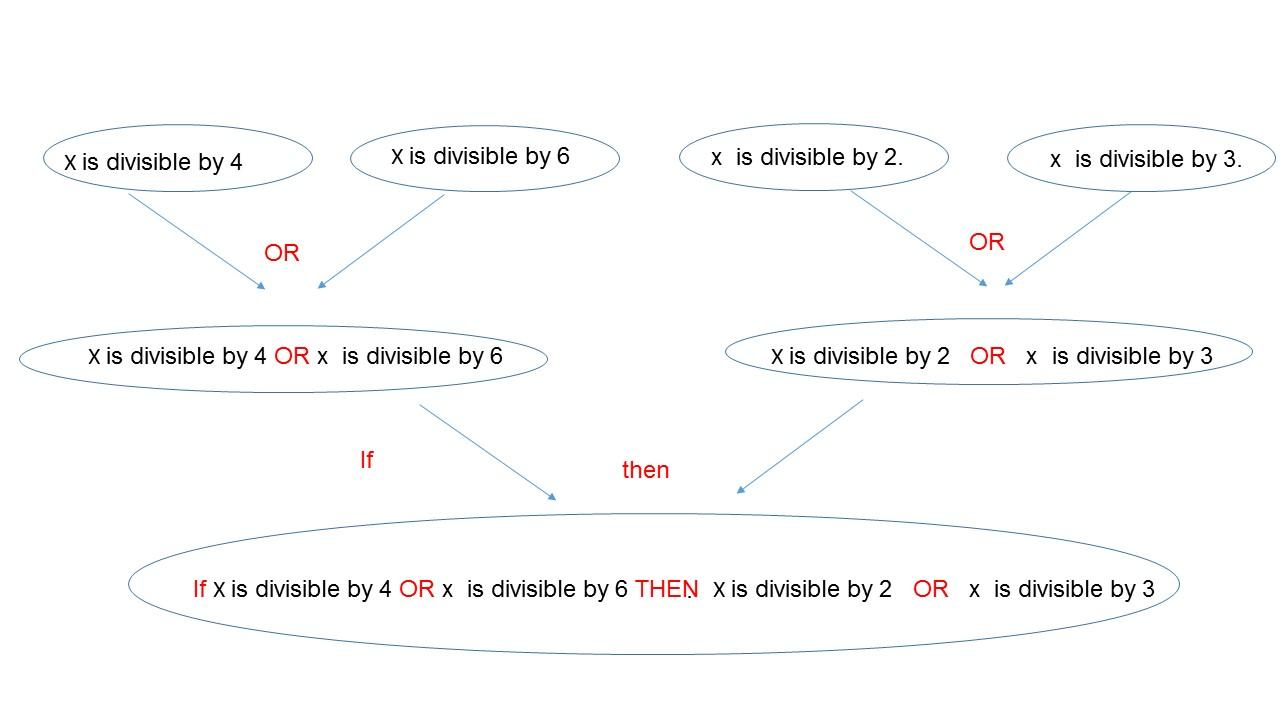 X is divisible by 4
X is divisible by 6
x is divisible by 2.
x is divisible by 3.
OR
OR
X is divisible by 4 OR x is divisible by 6
X is divisible by 2 OR x is divisible by 3
If
then
If X is divisible by 4 OR x is divisible by 6 THEN. X is divisible by 2 OR x is divisible by 3